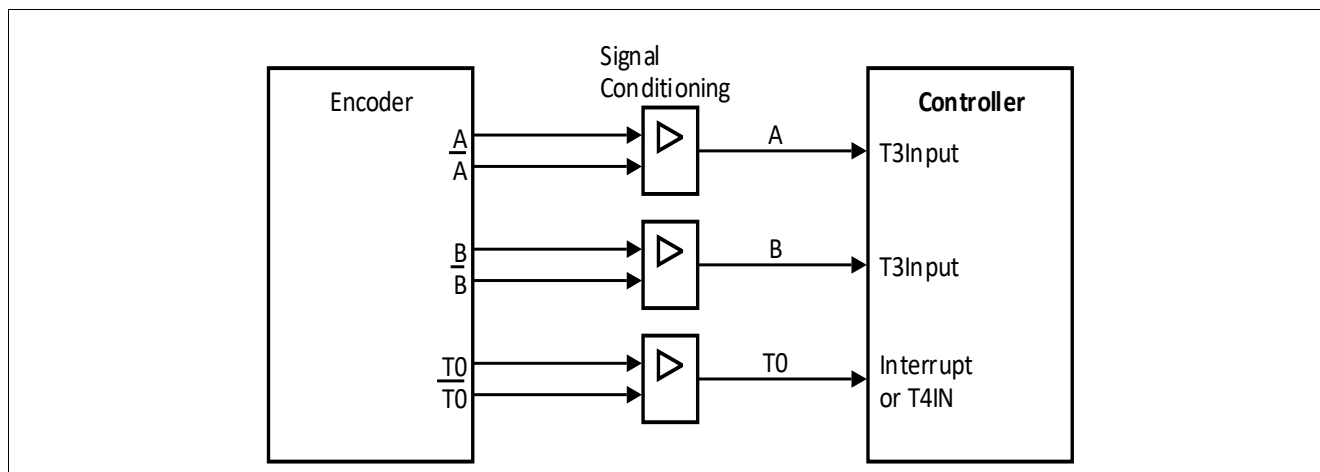 Signal
Conditioning
Encoder
Controller
A
A
A
T3Input
B
B
B
T3Input
T0
T0
T0
Interrupt
or T4IN